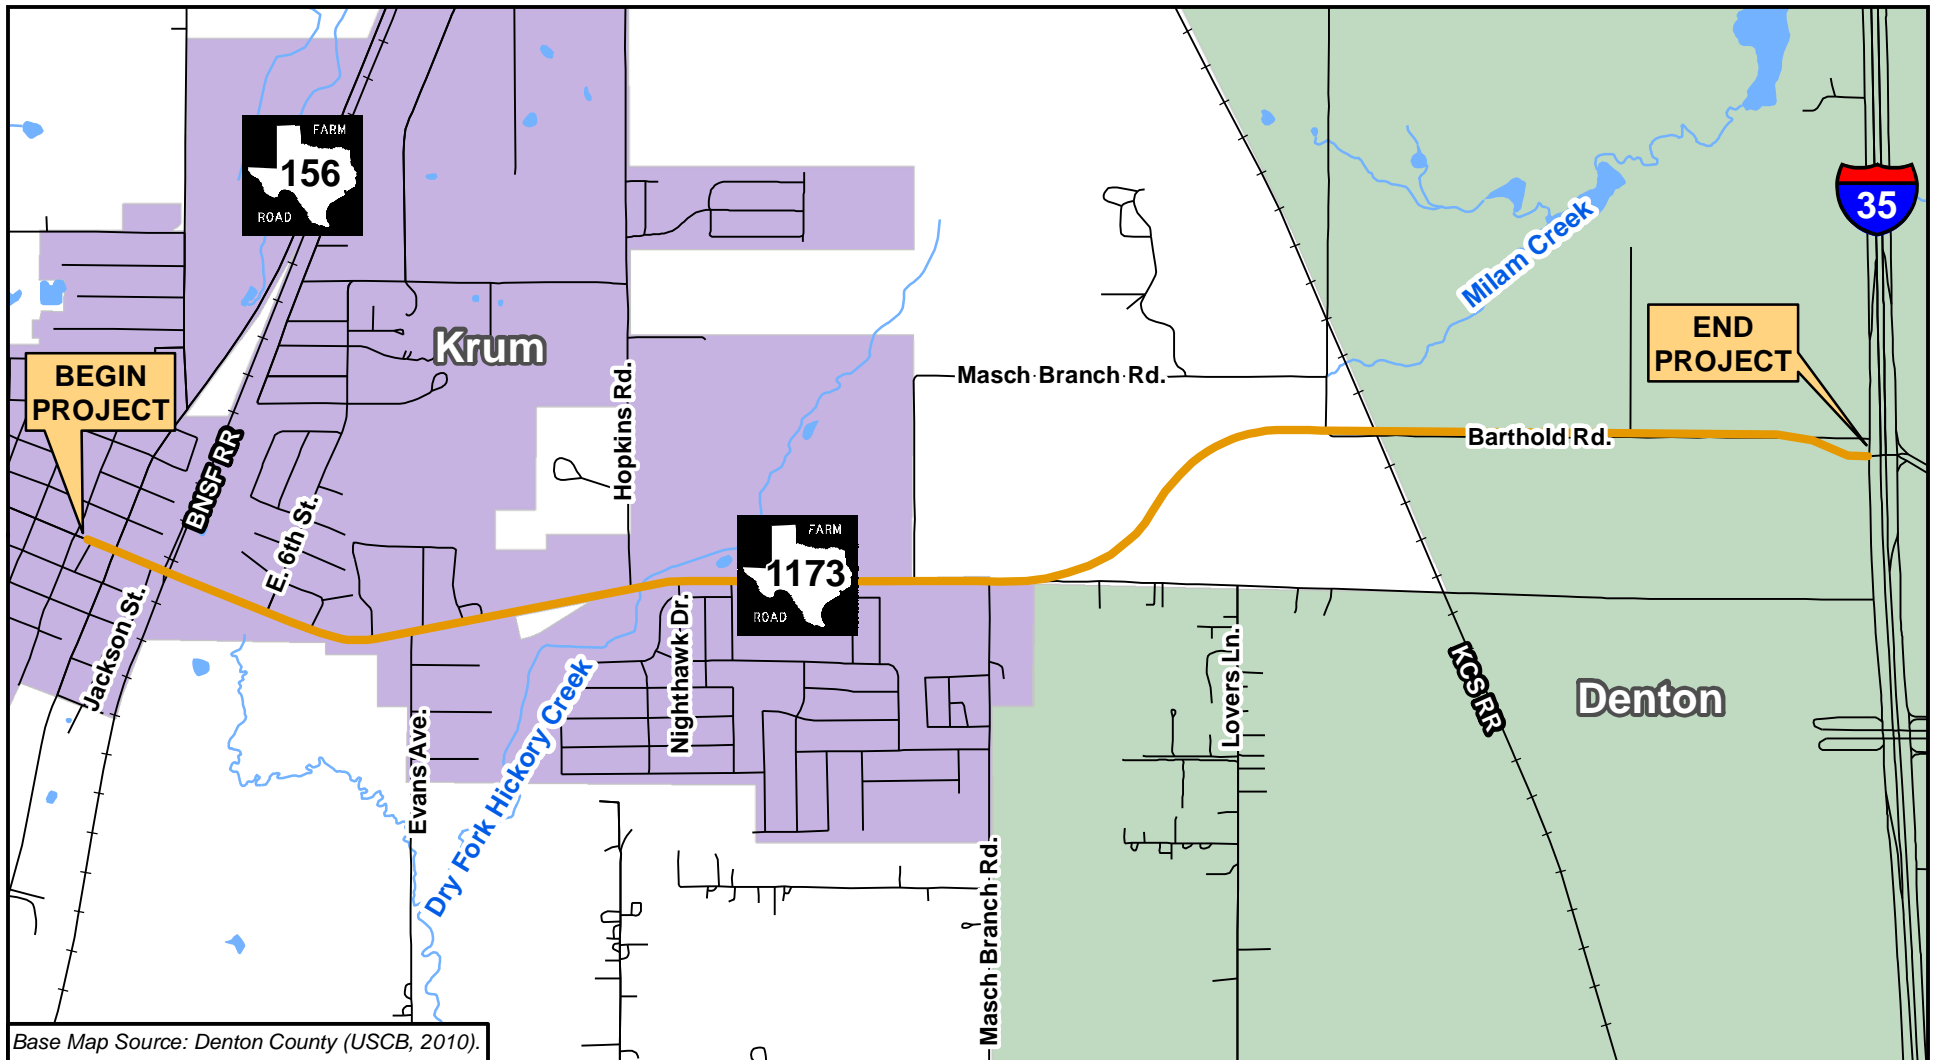 FARM
156
ROAD
35
Milam Creek
Krum
END
PROJECT
BEGIN
PROJECT
Hopkins Rd.
Masch Branch Rd.
Barthold Rd.
BNSF RR
E. 6th St.
FARM
1173
ROAD
Jackson St.
Nighthawk Dr.
Lovers Ln.
KCS RR
Denton
Evans Ave.
Dry Fork Hickory Creek
Masch Branch Rd.
Base Map Source: Denton County (USCB, 2010).